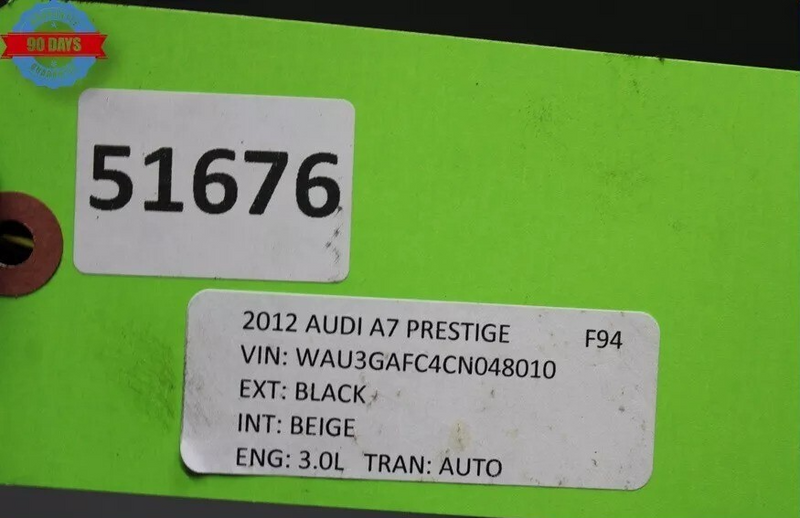 90 DAYS
51676
2012 AUDI A7 PRESTIGE F94
VIN: WAU3GAFC4CN048010
EXT: BLACK
INT: BEIGE
ENG: 3.0L TRAN: AUTO